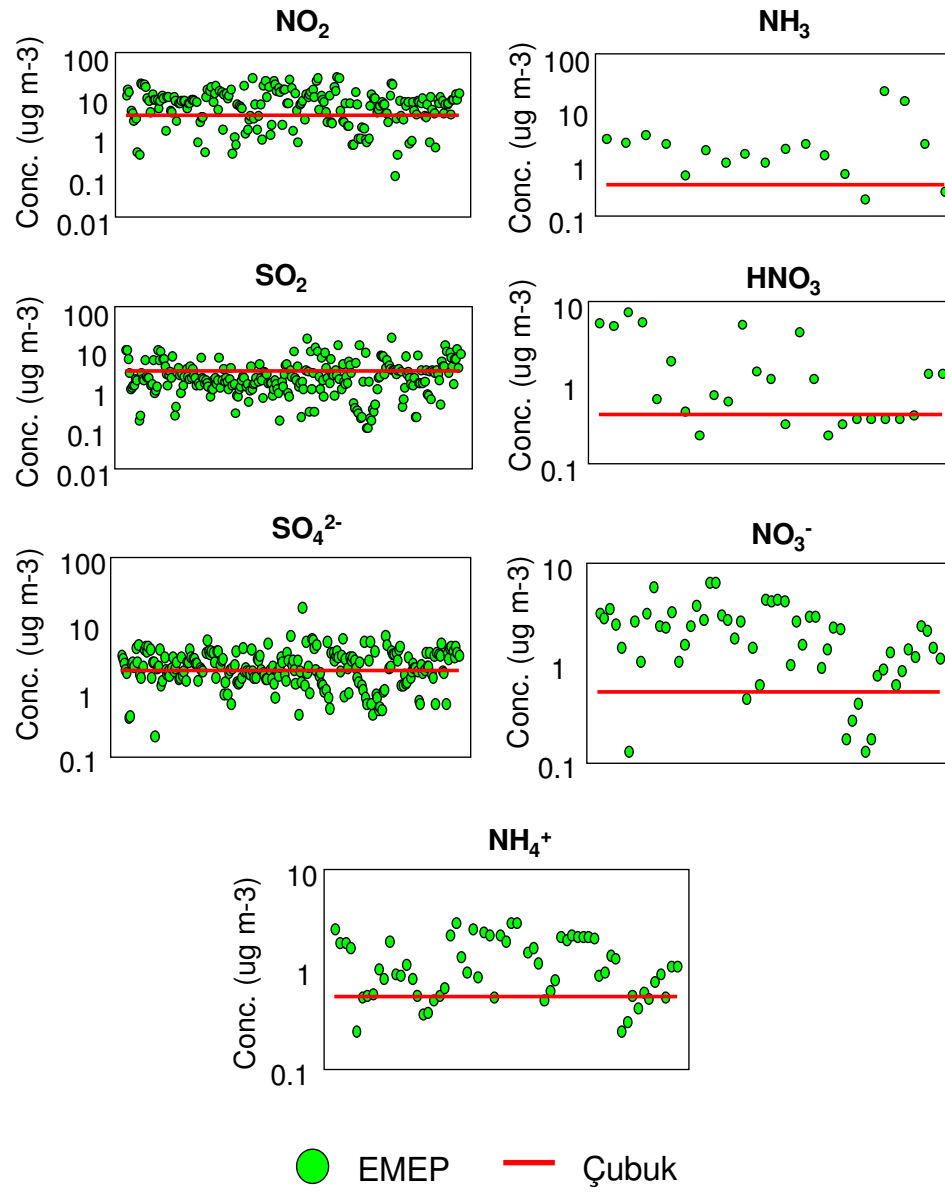 NO₂
Conc. (ug m-3)
100
10
1
0.1
0.01
NH₃
Conc. (ug m-3)
100
10
1
0.1
SO₂
Conc. (ug m-3)
100
10
1
0.1
0.01
HNO₃
Conc. (ug m-3)
10
1
0.1
SO₄²⁻
Conc. (ug m-3)
100
10
1
0.1
NO₃⁻
Conc. (ug m-3)
10
1
0.1
NH₄⁺
Conc. (ug m-3)
10
1
0.1
EMEP Çubuk